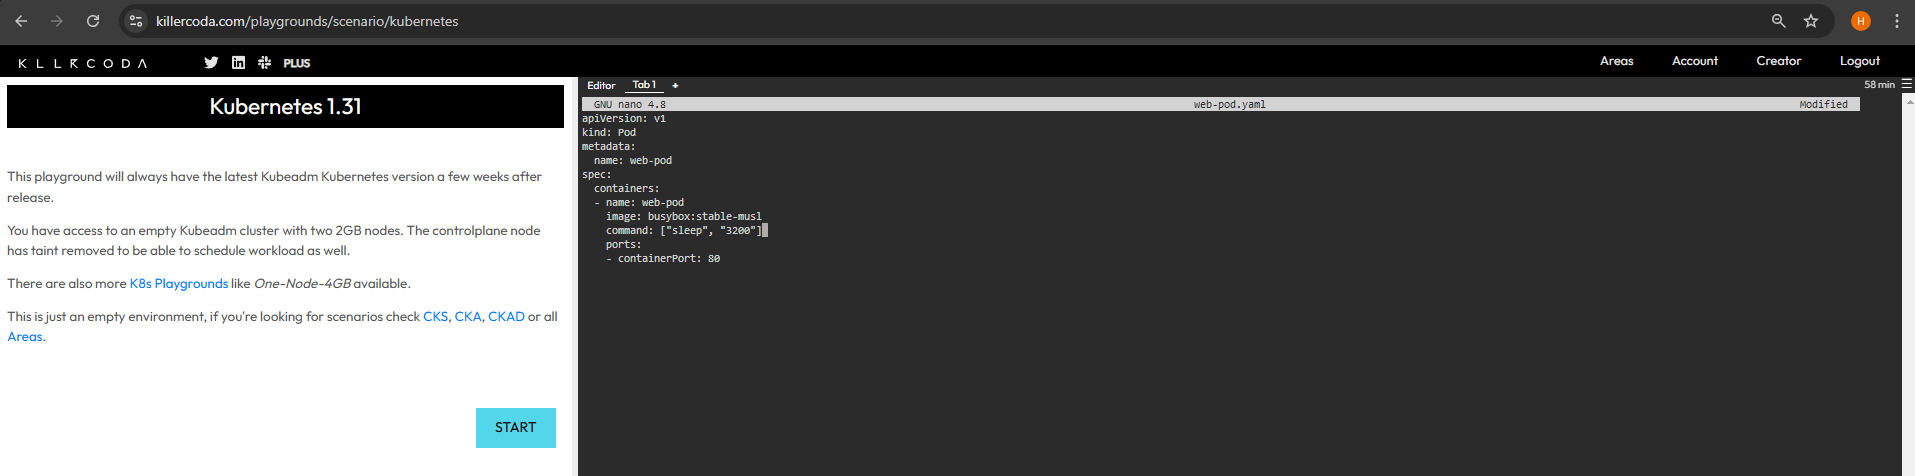 killercoda.com/playgrounds/scenario/kubernetes
H
KLLRCODA
PLUS
Areas
Account
Creator
Logout
Kubernetes 1.31
This playground will always have the latest Kubeadm Kubernetes version a few weeks after
release.
You have access to an empty Kubeadm cluster with two 2GB nodes. The controlplane node
has taint removed to be able to schedule workload as well.
There are also more K8s Playgrounds like One-Node-4GB available.
This is just an empty environment, if you're looking for scenarios check CKS, CKA, CKAD or all
Areas.
START
Editor
Tab 1
+
58 min
GNU nano 4.8 web-pod.yaml Modified
apiVersion: v1
kind: Pod
metadata:
  name: web-pod
spec:
  containers:
  - name: web-pod
    image: busybox:stable-musl
    command: ["sleep", "3200"]
    ports:
    - containerPort: 80